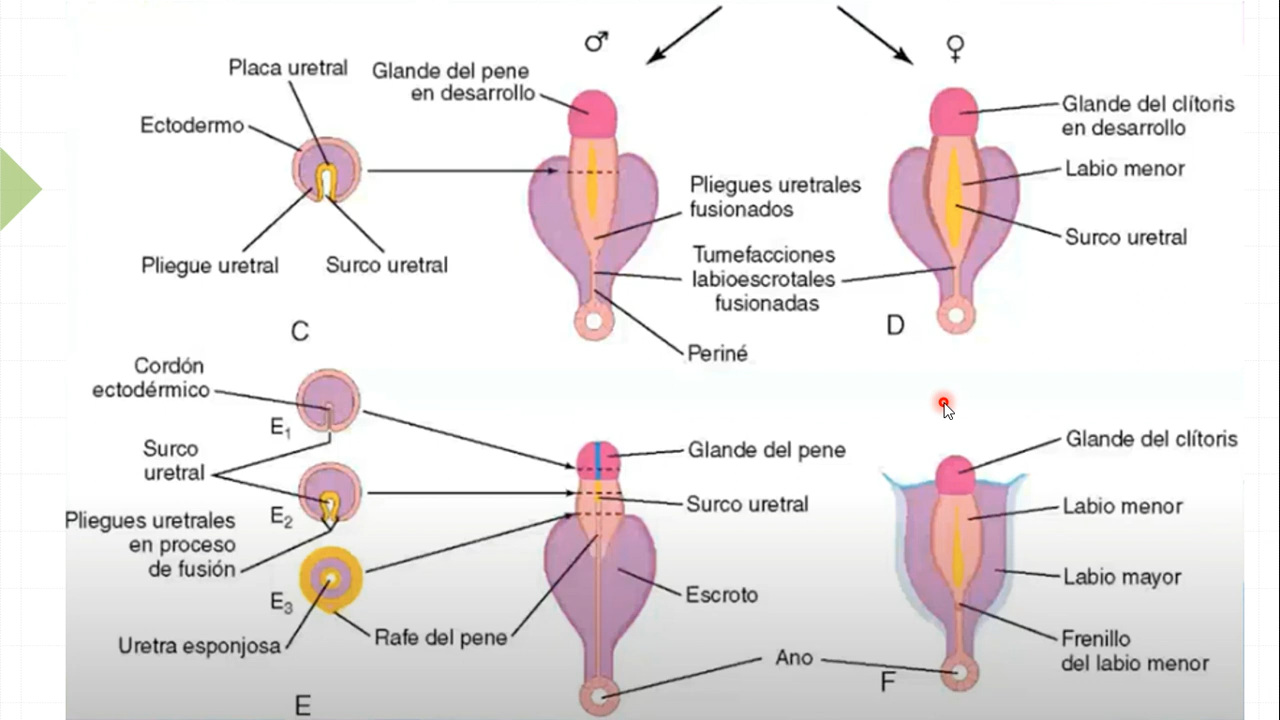 ♂
♀
Placa uretral
Glande del pene
en desarrollo
Ectodermo
Glande del clítoris
en desarrollo
Labio menor
Pliegues uretrales
fusionados
Surco uretral
Pliegue uretral
Surco uretral
Tumefacciones
labioescrotales
fusionadas
C
D
Periné
Cordón
ectodérmico
E1
Surco
uretral
Glande del pene
Glande del clítoris
E2
Surco uretral
Labio menor
Pliegues uretrales
en proceso
de fusión
Labio mayor
E3
Escroto
Uretra esponjosa
Rafe del pene
Ano
Frenillo
del labio menor
E
F